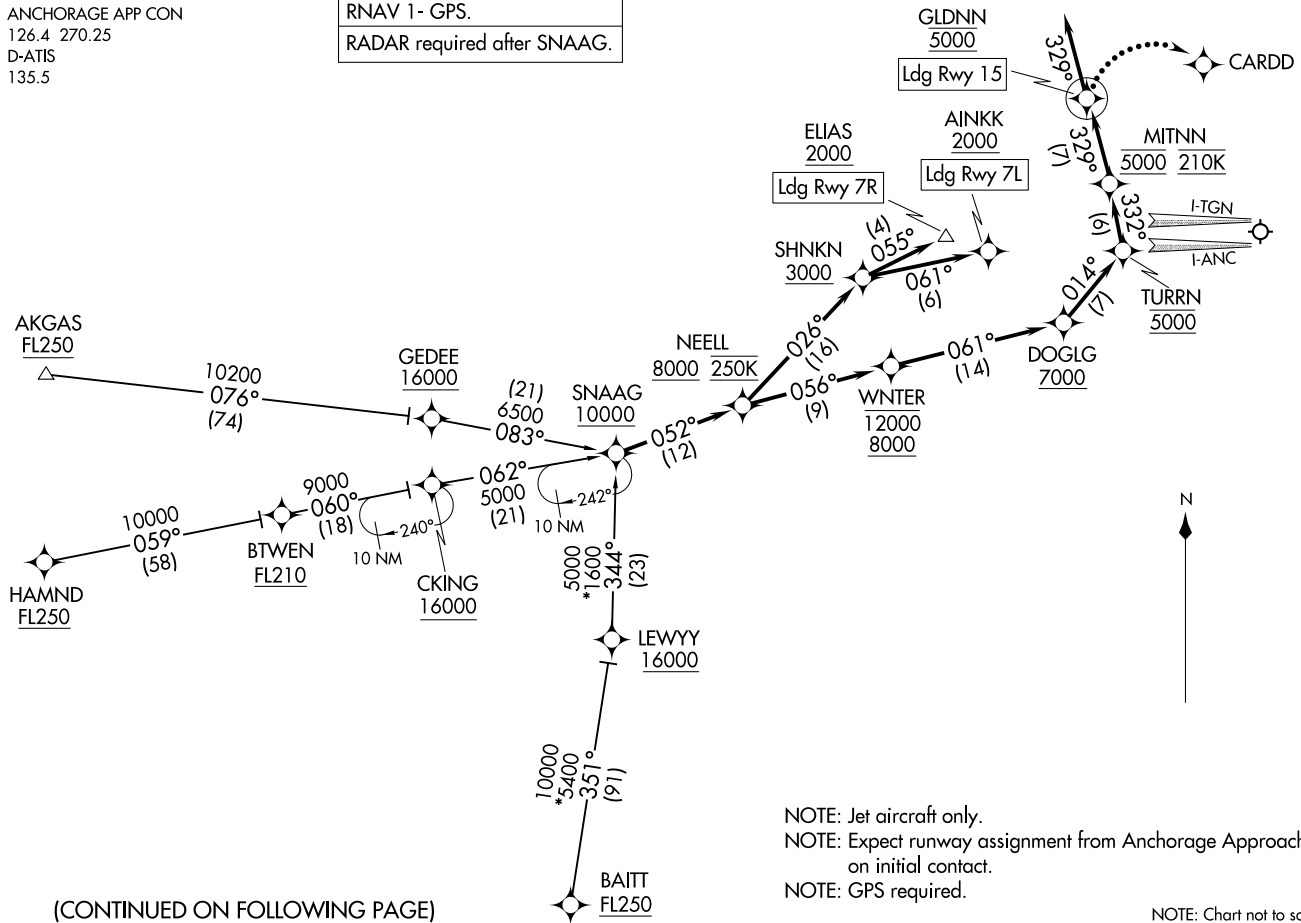 ANCHORAGE APP CON
126.4 270.25
D-ATIS
135.5
RNAV 1- GPS.
RADAR required after SNAAG.
GLDNN
5000
Ldg Rwy 15
329°
CARDD
ELIAS
2000
Ldg Rwy 7R
AINKK
2000
Ldg Rwy 7L
329°
(7)
MITNN
5000 210K
I-TGN
I-ANC
332°
(6)
(4)
055°
SHNKN
3000
061°
(6)
014°
(7)
TURRN
5000
AKGAS
FL250
10200
076°
(74)
GEDEE
16000
(21)
6500
083°
SNAAG
10000
NEELL
8000 250K
026°
(16)
056°
(9)
WNTER
12000
8000
061°
(14)
DOGLG
7000
052°
(12)
HAMND
FL250
10000
059°
(58)
BTWEN
FL210
9000
060°
(18)
240°
10 NM
CKING
16000
062°
5000
(21)
242°
10 NM
5000
*1600
344°
(23)
LEWYY
16000
10000
*5400
351°
(91)
BAITT
FL250
N
NOTE: Jet aircraft only.
NOTE: Expect runway assignment from Anchorage Approach
on initial contact.
NOTE: GPS required.
(CONTINUED ON FOLLOWING PAGE)
NOTE: Chart not to sc